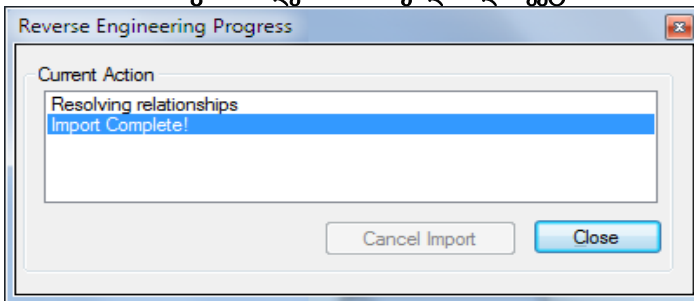 Reverse Engineering Progress
Current Action
Resolving relationships
Import Complete!
Cancel Import
Close